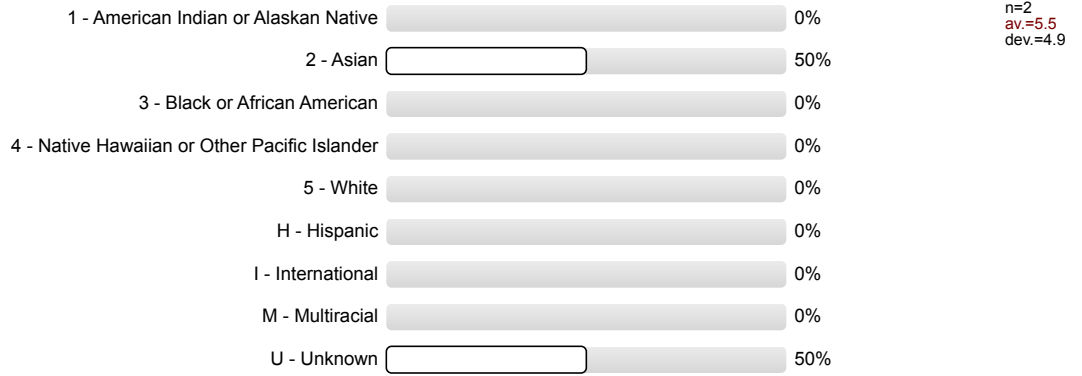 1 - American Indian or Alaskan Native 0%
2 - Asian 50%
3 - Black or African American 0%
4 - Native Hawaiian or Other Pacific Islander 0%
5 - White 0%
H - Hispanic 0%
I - International 0%
M - Multiracial 0%
U - Unknown 50%
n=2
av.=5.5
dev.=4.9